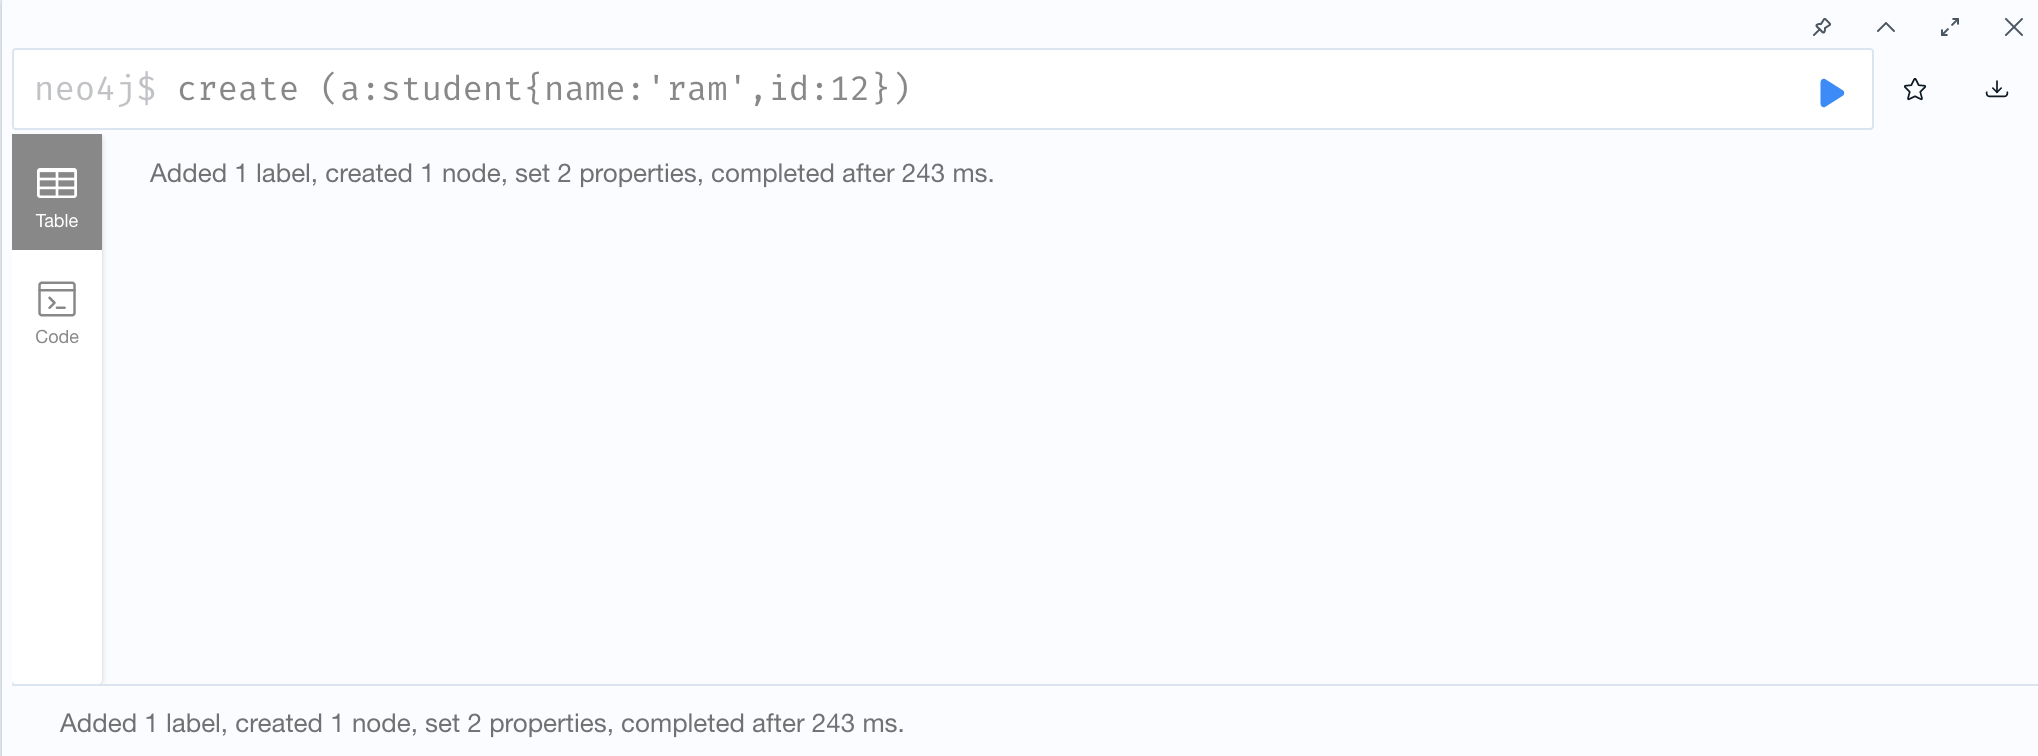 neo4j$ create (a:student{name:'ram',id:12})
Added 1 label, created 1 node, set 2 properties, completed after 243 ms.
Table
Code
Added 1 label, created 1 node, set 2 properties, completed after 243 ms.